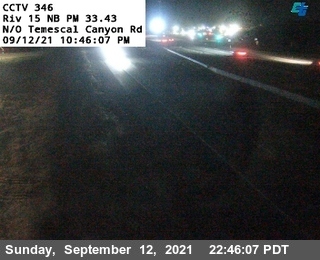 CCTV 346
Riv 15 NB PM 33.43
N/O Temescal Canyon Rd
09/12/21 10:46:07 PM
Sunday, September 12, 2021 22:46:07 PDT